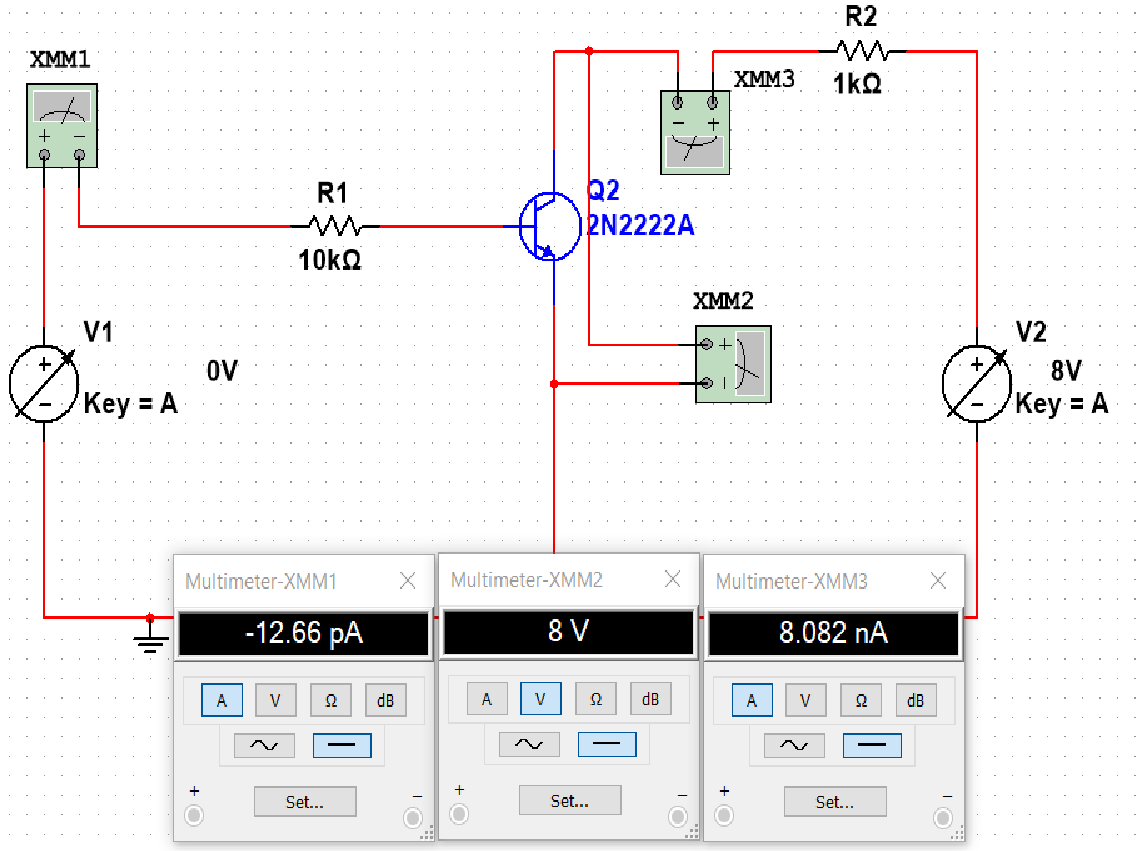 R2
XMM1
XMM3
1kΩ
R1
Q2
2N2222A
10kΩ
XMM2
V1
0V
Key = A
V2
8V
Key = A
Multimeter-XMM1
Multimeter-XMM2
Multimeter-XMM3
-12.66 pA
8 V
8.082 nA
A V Ω dB
A V Ω dB
A V Ω dB
Set...
Set...
Set...